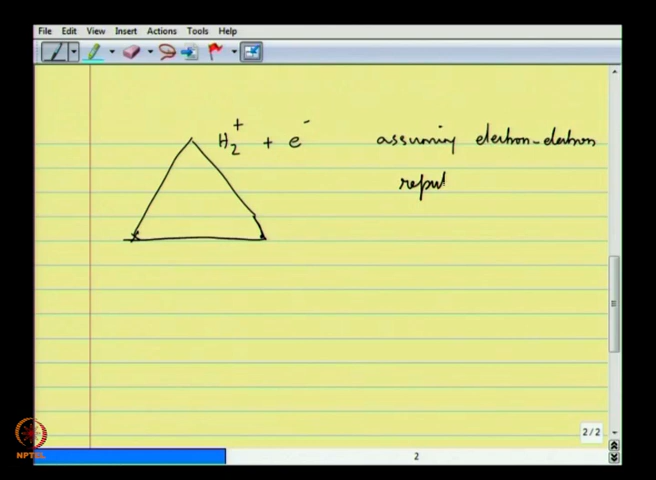 File Edit View Insert Actions Tools Help
H₂⁺ + e⁻ assuming electron-electron
repul
2/2
2
NPTEL